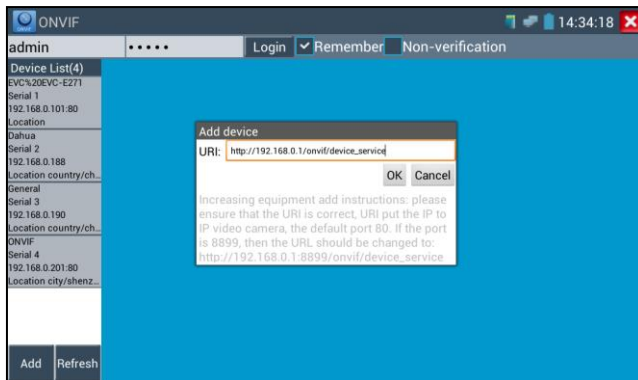 ONVIF
14:34:18
admin
•••••
Login
Remember
Non-verification
Device List(4)
EVC%20EVC-E271
Serial 1
192.168.0.101:80
Location
Dahua
Serial 2
192.168.0.188
Location country/ch..
General
Serial 3
192.168.0.190
Location country/ch..
ONVIF
Serial 4
192.168.0.201:80
Location city/shenz...
Add
Refresh
Add device
URI: http://192.168.0.1/onvif/device_service
OK
Cancel
Increasing equipment add instructions: please
ensure that the URI is correct, URI put the IP to
IP video camera, the default port 80. If the port
is 8899, then the URL should be changed to:
http://192.168.0.1:8899/onvif/device_service